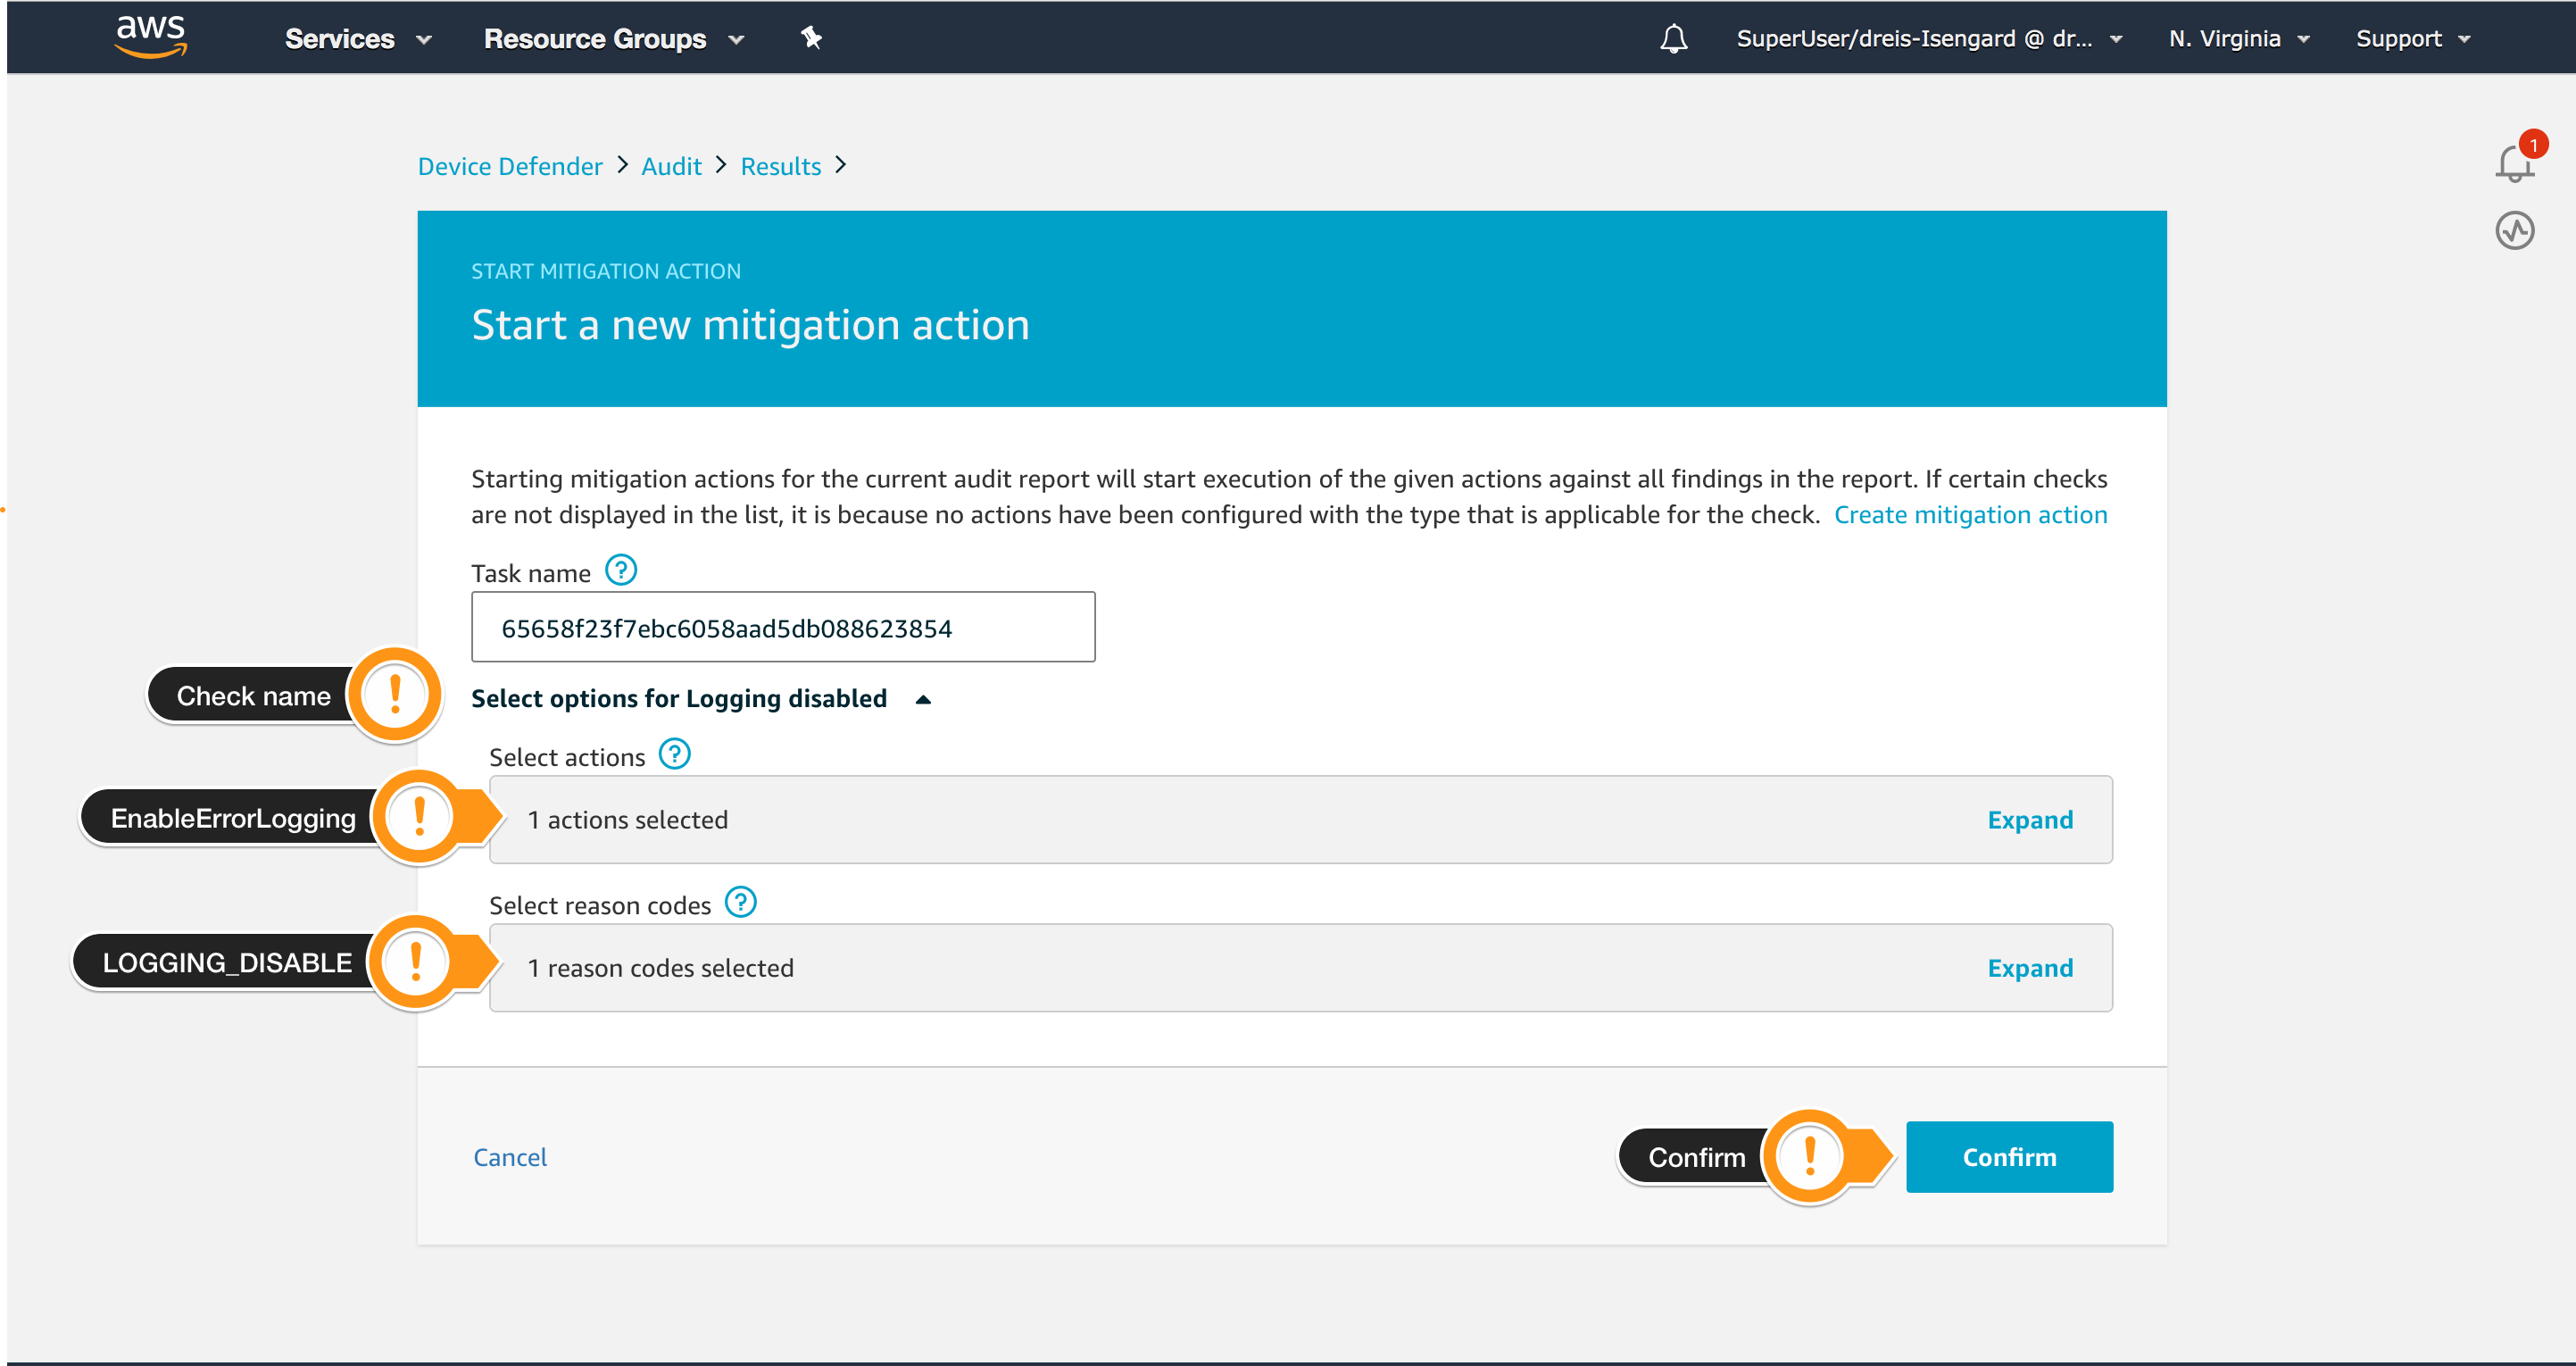 aws
Services
Resource Groups
SuperUser/dreis-Isengard @ dr...
N. Virginia
Support
1
Device Defender > Audit > Results >
START MITIGATION ACTION
Start a new mitigation action
Starting mitigation actions for the current audit report will start execution of the given actions against all findings in the report. If certain checks
are not displayed in the list, it is because no actions have been configured with the type that is applicable for the check. Create mitigation action
Task name ?
65658f23f7ebc6058aad5db088623854
Check name !
Select options for Logging disabled
Select actions ?
EnableErrorLogging !
1 actions selected
Expand
Select reason codes ?
LOGGING_DISABLE !
1 reason codes selected
Expand
Cancel
Confirm !
Confirm